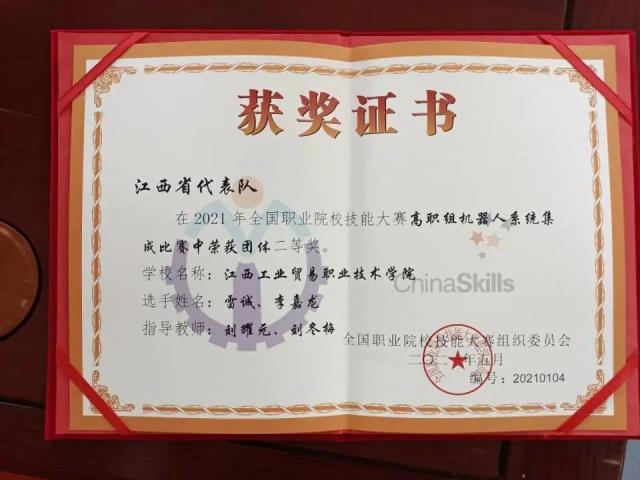 获奖证书
江西省代表队
在2021年全国职业院校技能大赛高职组机器人系统集
成比赛中荣获团体二等奖。
学校名称：江西工业贸易职业技术学院
ChinaSkills
选手姓名：雷诚、李嘉龙
指导教师：刘耀元、刘冬梅
全国职业院校技能大赛组织委员会
二〇二一年五月
编号：20210104